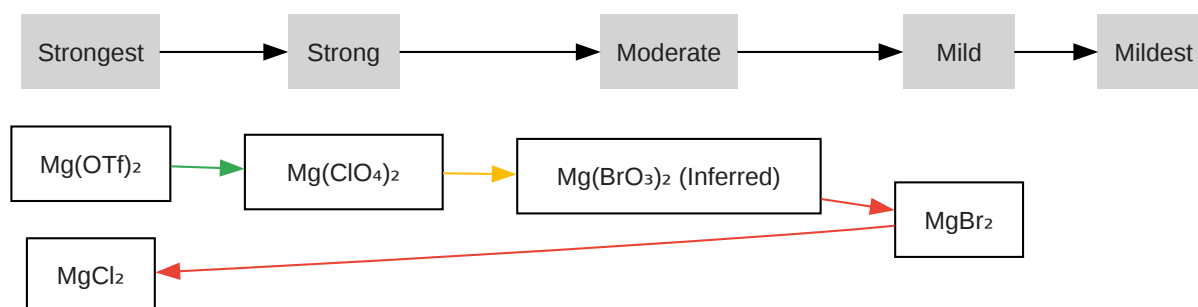 Strongest
Strong
Moderate
Mild
Mildest
Mg(OTf)₂
Mg(ClO₄)₂
Mg(BrO₃)₂ (Inferred)
MgBr₂
MgCl₂